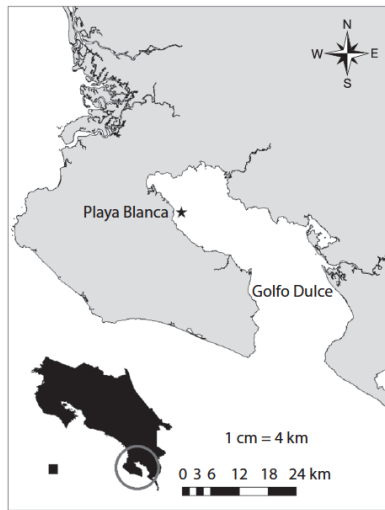 N
W E
S
Playa Blanca
Golfo Dulce
1 cm = 4 km
0 3 6 12 18 24 km